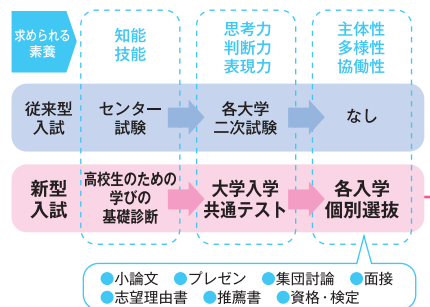 求められる
素養
知能
技能
思考力
判断力
表現力
主体性
多様性
協働性
従来型
入試
センター
試験
各大学
二次試験
なし
新型
入試
高校生のための
学びの
基礎診断
大学入学
共通テスト
各入学
個別選抜
●小論文 ●プレゼン ●集団討論 ●面接
●志望理由書 ●推薦書 ●資格・検定